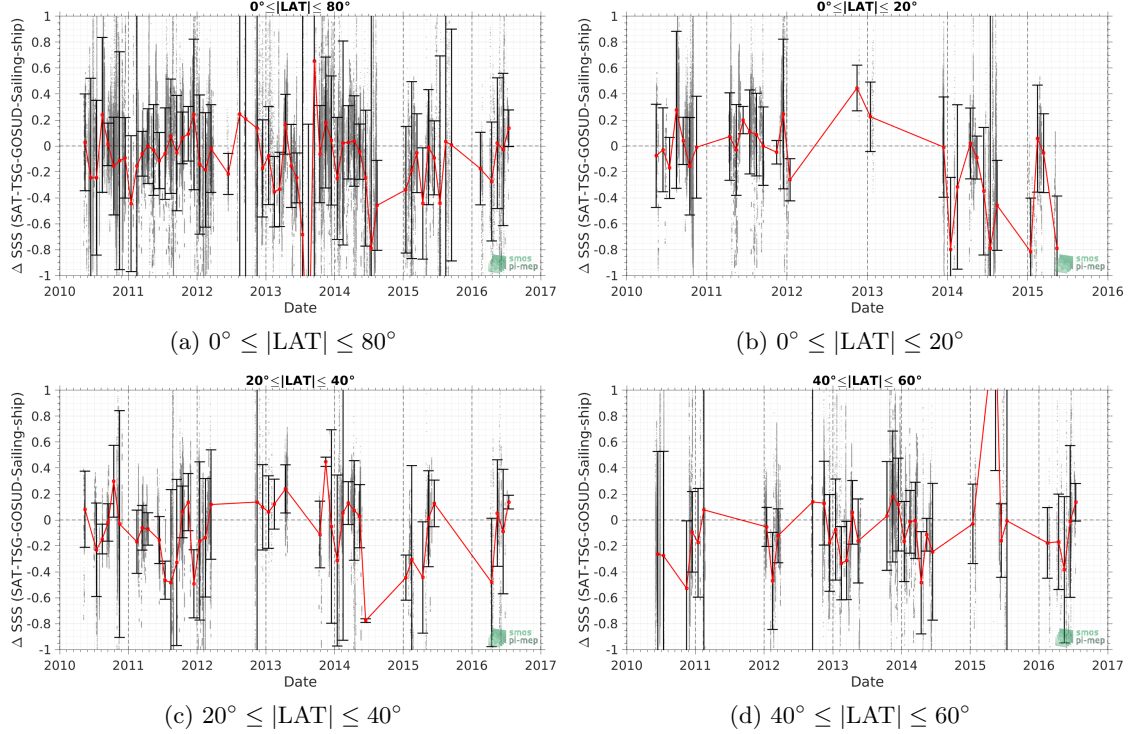 0°≤|LAT|≤ 80°
Δ SSS (SAT-TSG-GOSUD-Sailing-ship)
1
0.8
0.6
0.4
0.2
0
-0.2
-0.4
-0.6
-0.8
-1
2010 2011 2012 2013 2014 2015 2016 2017
Date
smos
pi-mep
(a) 0° ≤ |LAT| ≤ 80°
0°≤|LAT|≤ 20°
Δ SSS (SAT-TSG-GOSUD-Sailing-ship)
1
0.8
0.6
0.4
0.2
0
-0.2
-0.4
-0.6
-0.8
-1
2010 2011 2012 2013 2014 2015 2016
Date
smos
pi-mep
(b) 0° ≤ |LAT| ≤ 20°
20°≤|LAT|≤ 40°
Δ SSS (SAT-TSG-GOSUD-Sailing-ship)
1
0.8
0.6
0.4
0.2
0
-0.2
-0.4
-0.6
-0.8
-1
2010 2011 2012 2013 2014 2015 2016 2017
Date
smos
pi-mep
(c) 20° ≤ |LAT| ≤ 40°
40°≤|LAT|≤ 60°
Δ SSS (SAT-TSG-GOSUD-Sailing-ship)
1
0.8
0.6
0.4
0.2
0
-0.2
-0.4
-0.6
-0.8
-1
2010 2011 2012 2013 2014 2015 2016 2017
Date
smos
pi-mep
(d) 40° ≤ |LAT| ≤ 60°